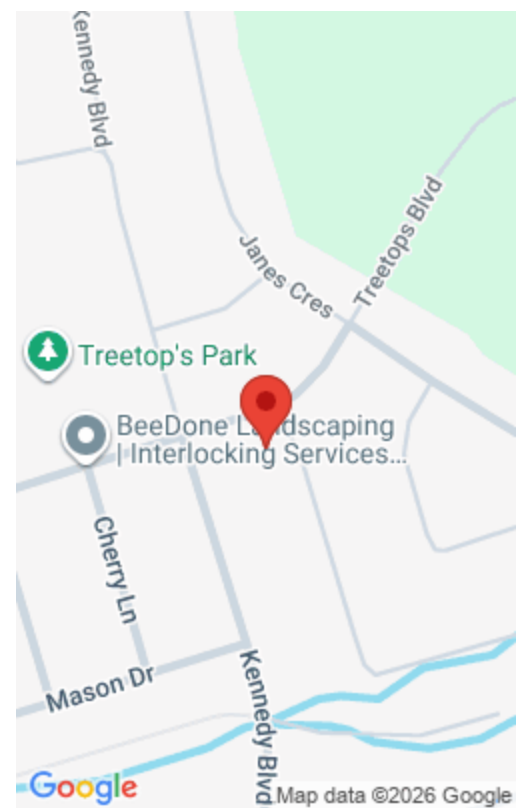 Kennedy Blvd
Janes Cres
Treetops Blvd
Treetop's Park
BeeDone Landscaping
| Interlocking Services...
Cherry Ln
Mason Dr
Kennedy Blvd
Google
Map data ©2026 Google